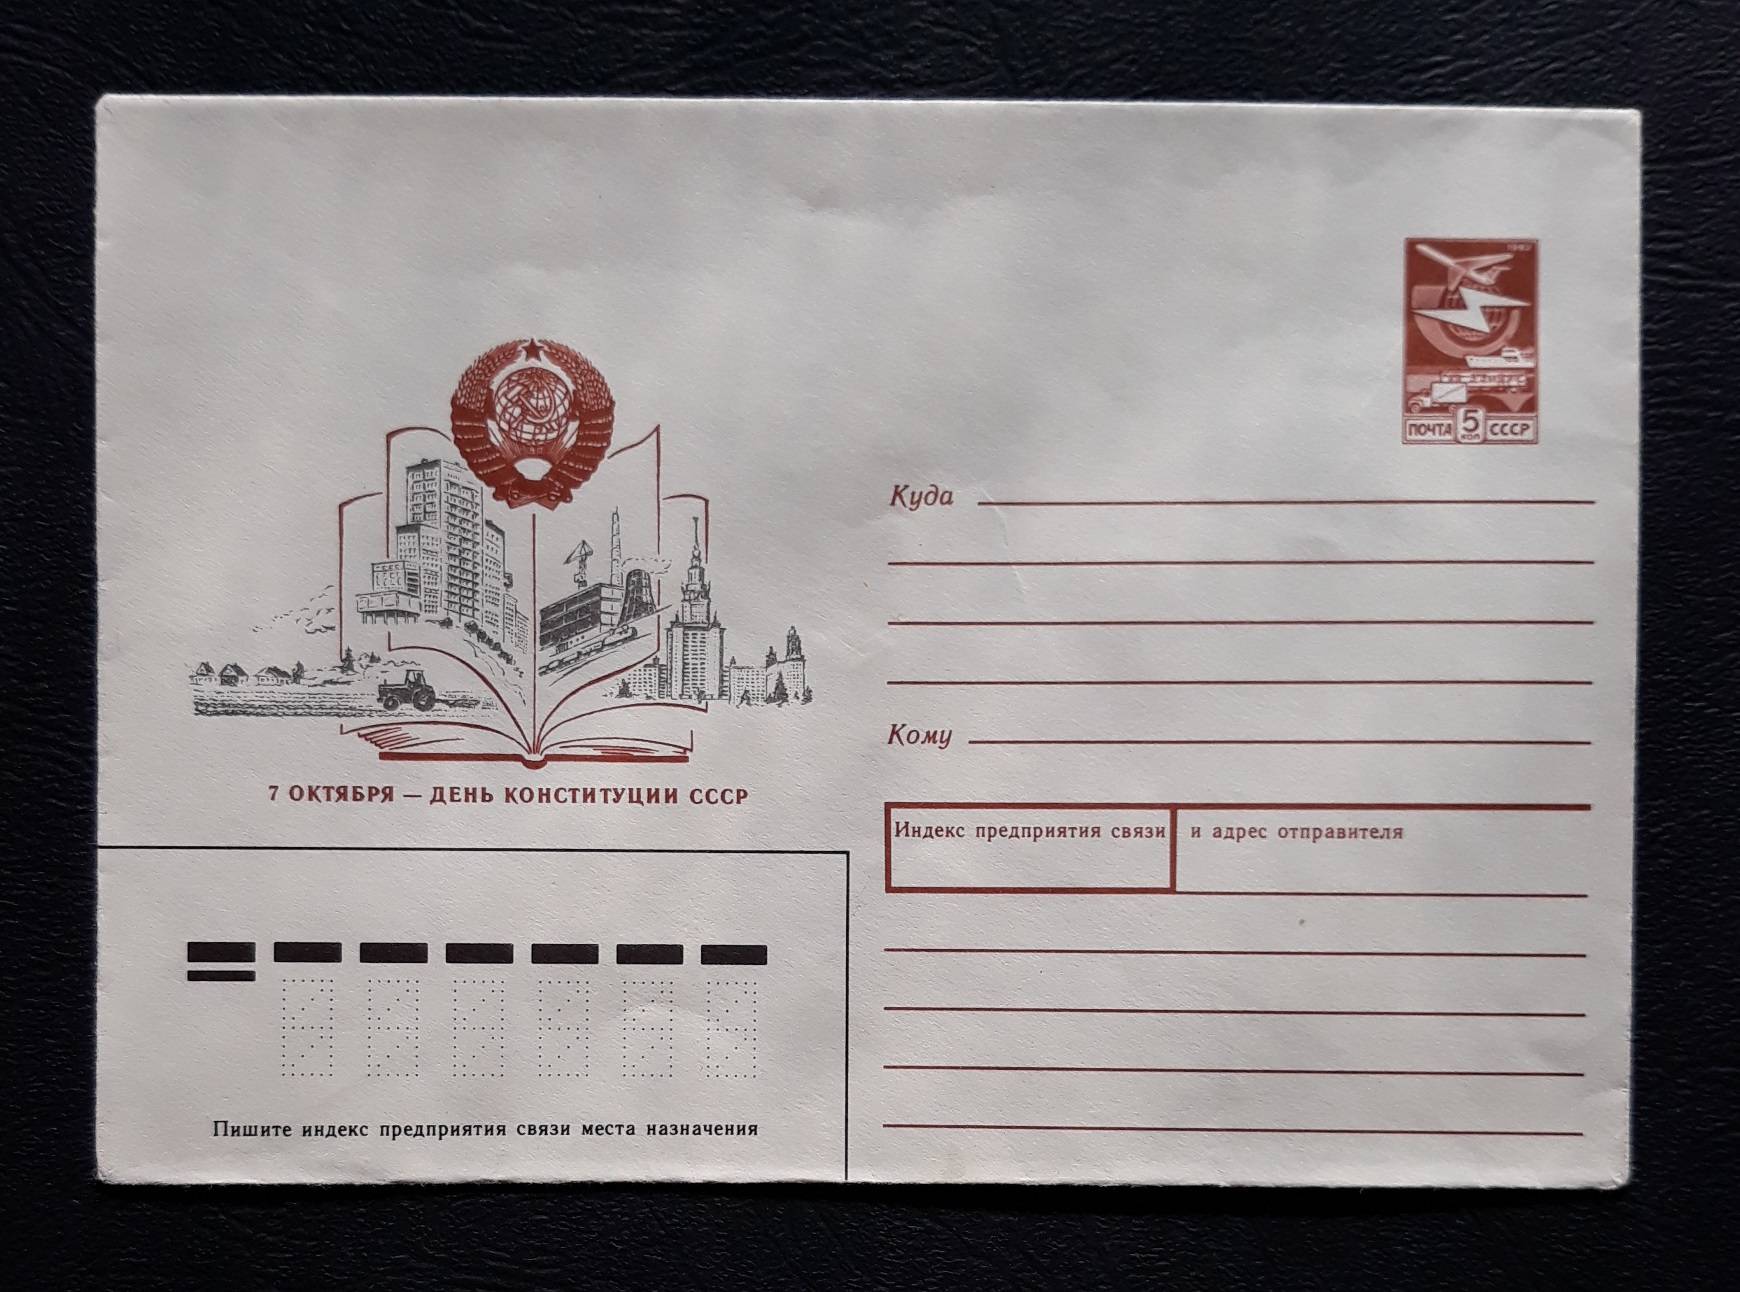 ПОЧТА 5 КОП СССР
Куда
Кому
7 ОКТЯБРЯ — ДЕНЬ КОНСТИТУЦИИ СССР
Индекс предприятия связи и адрес отправителя
Пишите индекс предприятия связи места назначения